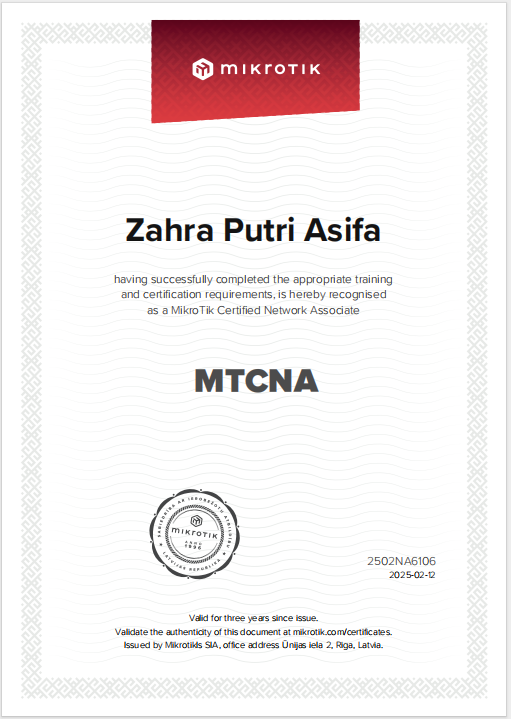 mikrotik
Zahra Putri Asifa
having successfully completed the appropriate training
and certification requirements, is hereby recognised
as a MikroTik Certified Network Associate
MTCNA
SABIEDRĪBA AR IEROBEŽOTU ATBILDĪBU
mikrotik
ANNO
1996
LATVIJAS REPUBLIKA
2502NA6106
2025-02-12
Valid for three years since issue.
Validate the authenticity of this document at mikrotik.com/certificates.
Issued by Mikrotikls SIA, office address Ūnijas iela 2, Riga, Latvia.